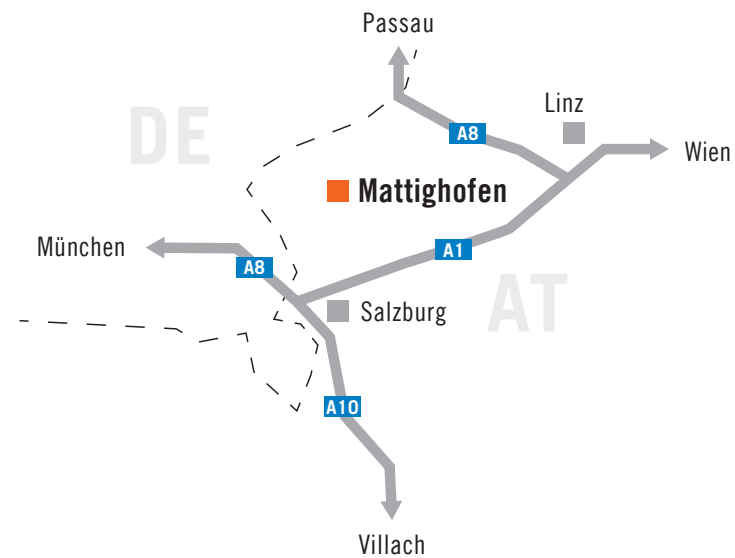 Passau
Linz
DE
A8
Wien
Mattighofen
München
A8
A1
AT
Salzburg
A10
Villach